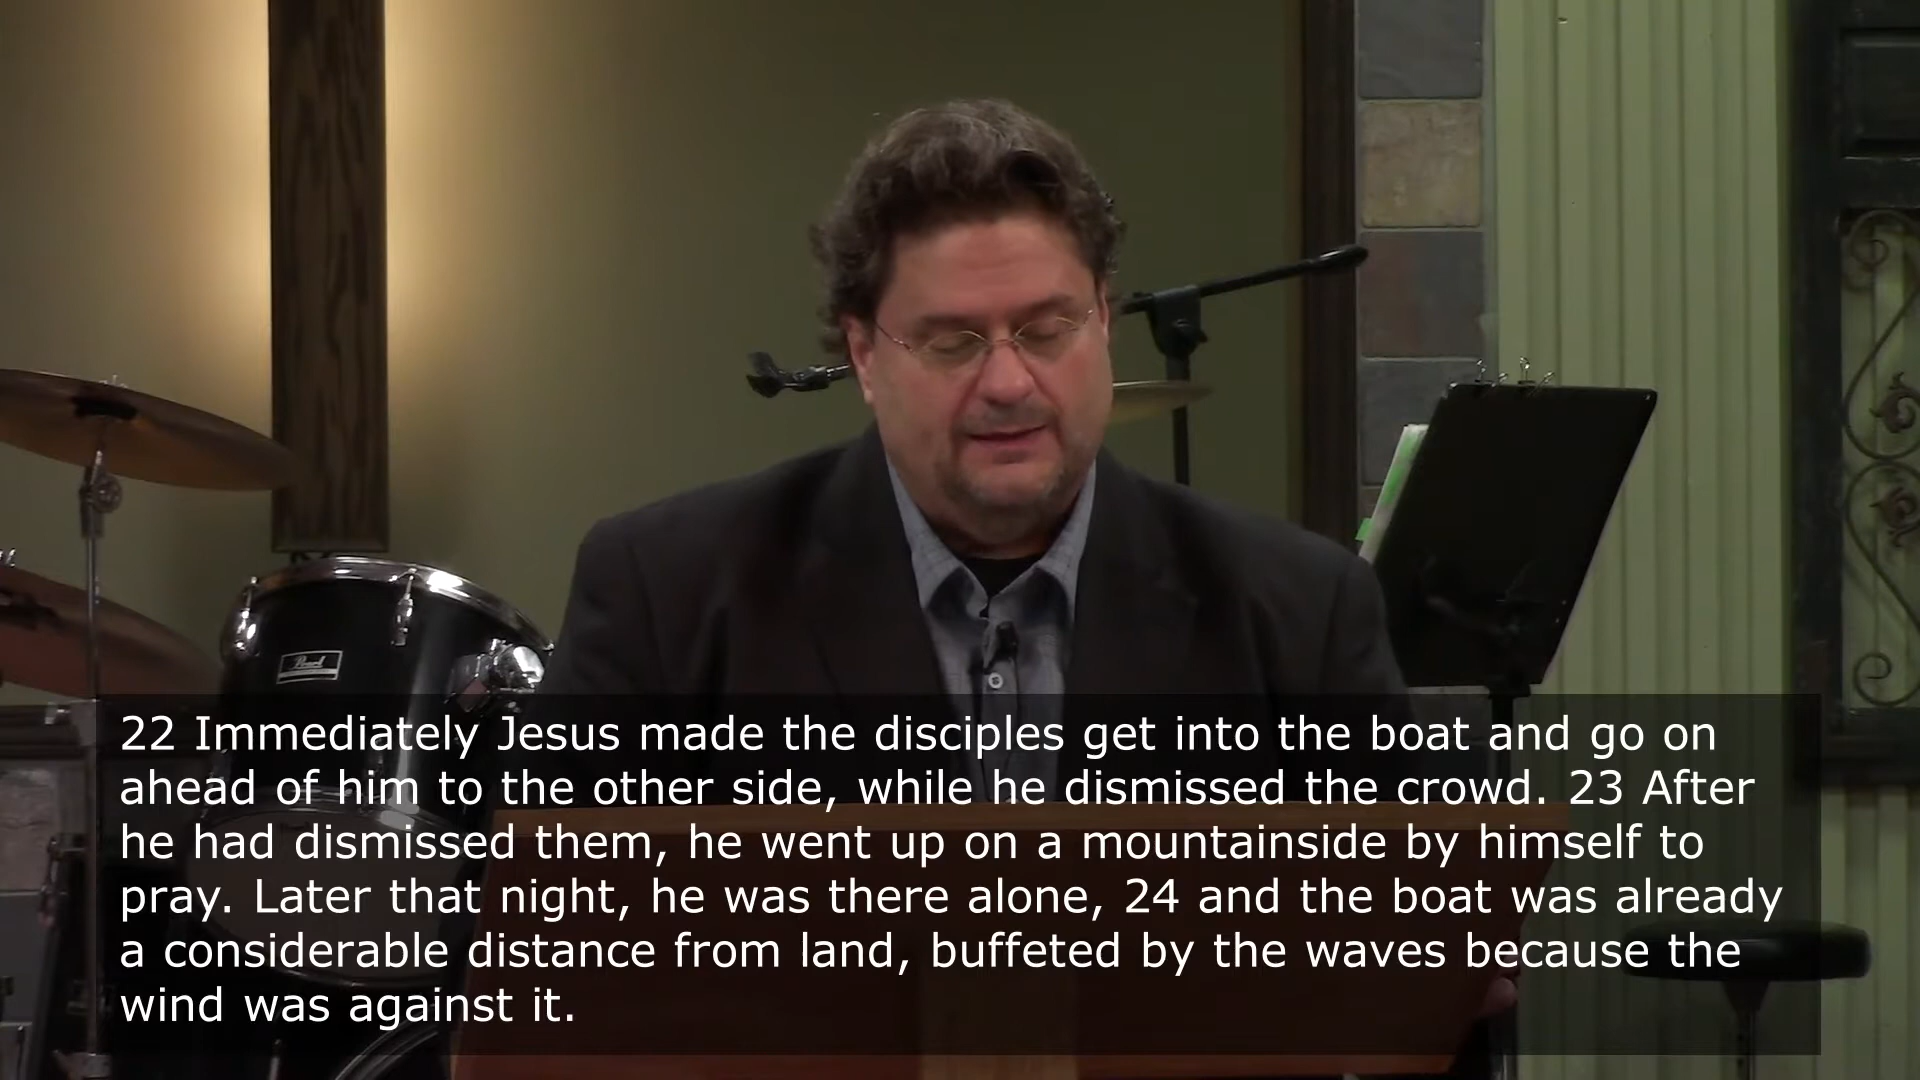 Pearl
22 Immediately Jesus made the disciples get into the boat and go on
ahead of him to the other side, while he dismissed the crowd. 23 After
he had dismissed them, he went up on a mountainside by himself to
pray. Later that night, he was there alone, 24 and the boat was already
a considerable distance from land, buffeted by the waves because the
wind was against it.